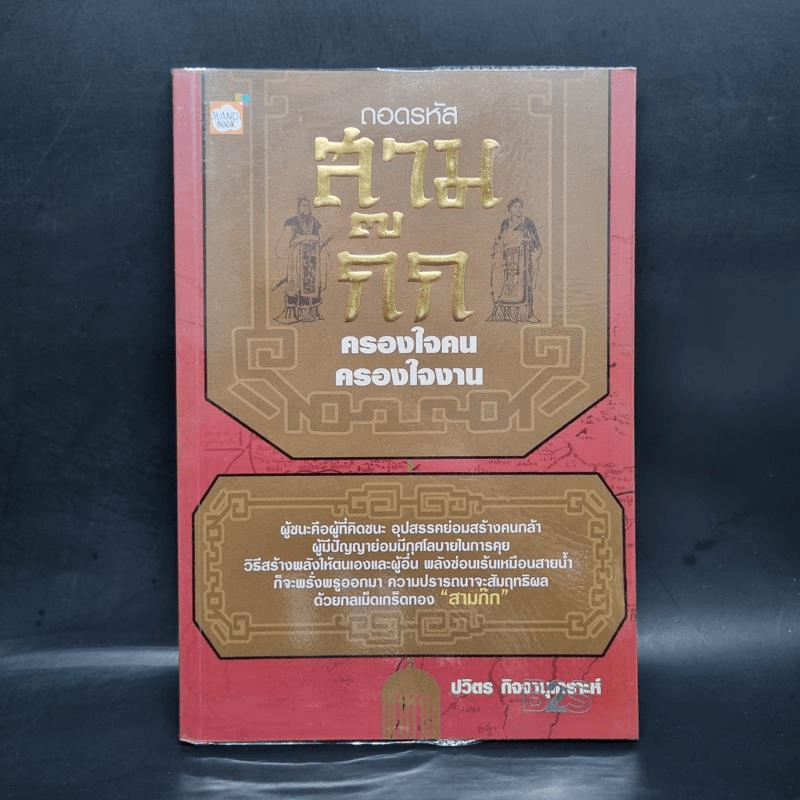 HAND
BOOK
ถอดรหัส
สาม
ก๊ก
ครองใจคน
ครองใจงาน
ผู้ชนะคือผู้ที่คิดชนะ อุปสรรคย่อมสร้างคนกล้า
ผู้มีปัญญาย่อมมีกุศโลบายในการคุย
วิธีสร้างพลังให้ตนเองและผู้อื่น พลังซ่อนเร้นเหมือนสายน้ำ
ก็จะพรั่งพรูออกมา ความปรารถนาจะสัมฤทธิผล
ด้วยกลเม็ดเกร็ดทอง "สามก๊ก"
ปวิตร กิจจานุเคราะห์
B2S